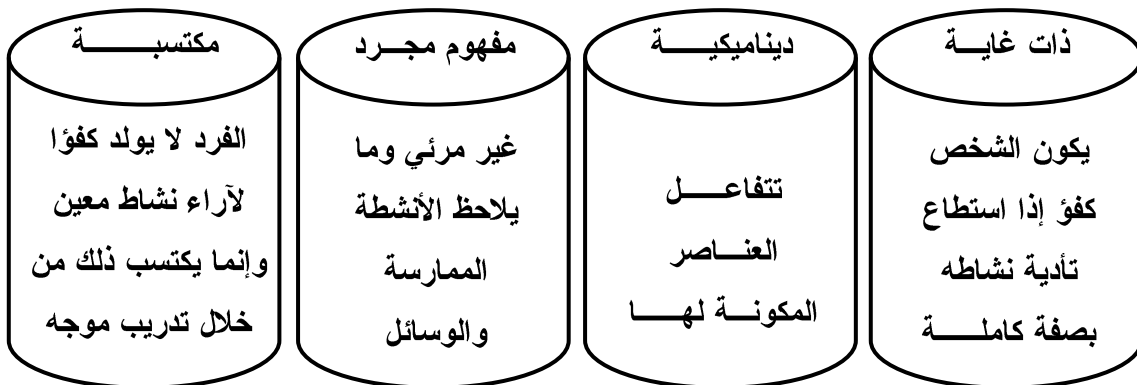 ذات غاية
يكون الشخص
كفؤ إذا استطاع
تأدية نشاطه
بصفة كاملة
ديناميكية
تتفاعل
العناصر
المكونة لها
مفهوم مجرد
غير مرئي وما
يلاحظ الأنشطة
الممارسة
والوسائل
مكتسبة
الفرد لا يولد كفؤا
لآراء نشاط معين
وإنما يكتسب ذلك من
خلال تدريب موجه